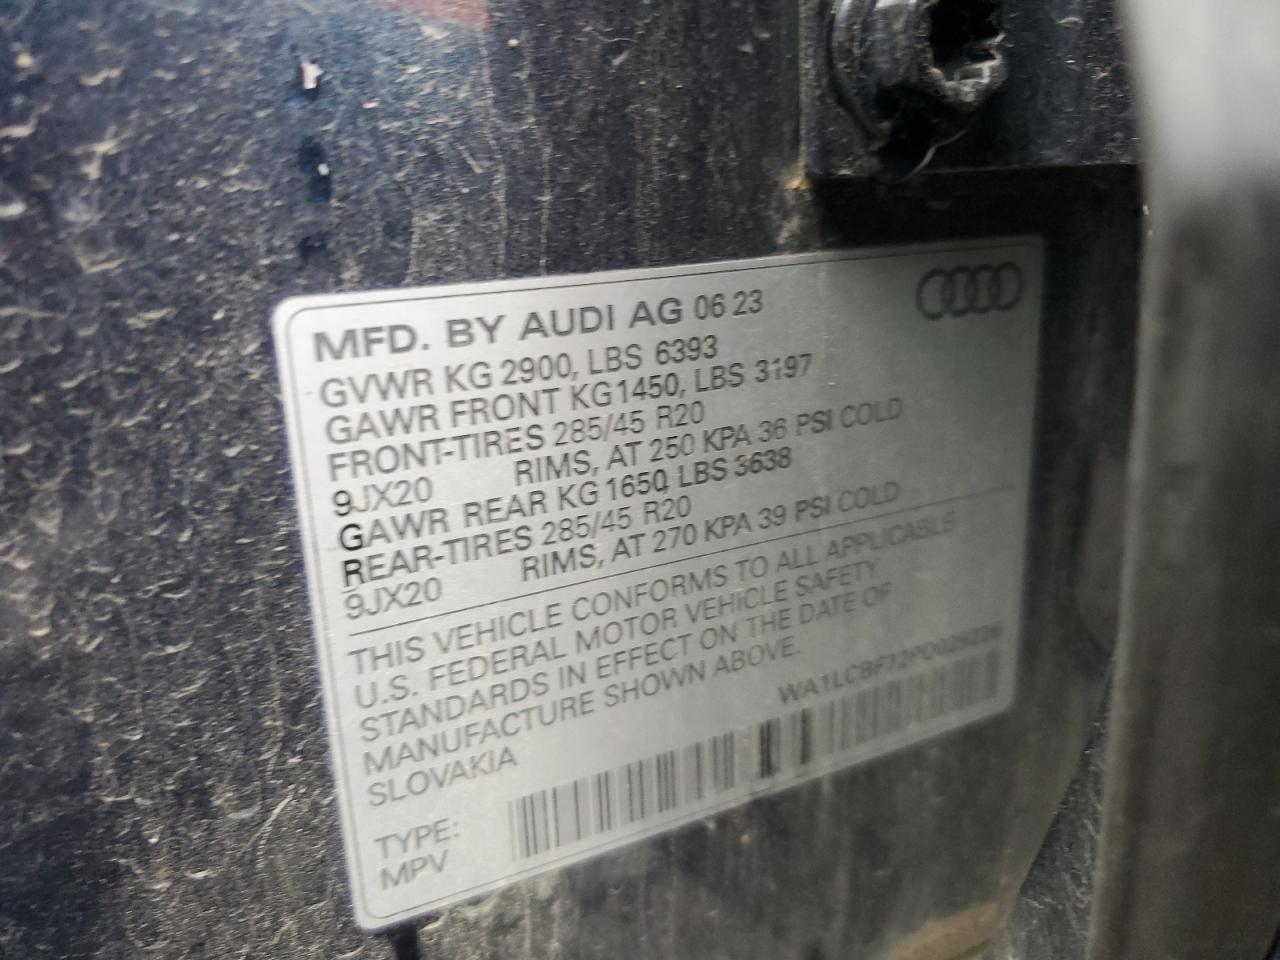 MFD. BY AUDI AG 06 23
GVWR KG 2900, LBS 6393
GAWR FRONT KG1450, LBS 3197
FRONT-TIRES 285/45 R20
9JX20 RIMS, AT 250 KPA 36 PSI COLD
GAWR REAR KG 1650, LBS 3638
REAR-TIRES 285/45 R20
9JX20 RIMS, AT 270 KPA 39 PSI COLD
THIS VEHICLE CONFORMS TO ALL APPLICABLE
U.S. FEDERAL MOTOR VEHICLE SAFETY
STANDARDS IN EFFECT ON THE DATE OF
MANUFACTURE SHOWN ABOVE.
SLOVAKIA
TYPE:
MPV